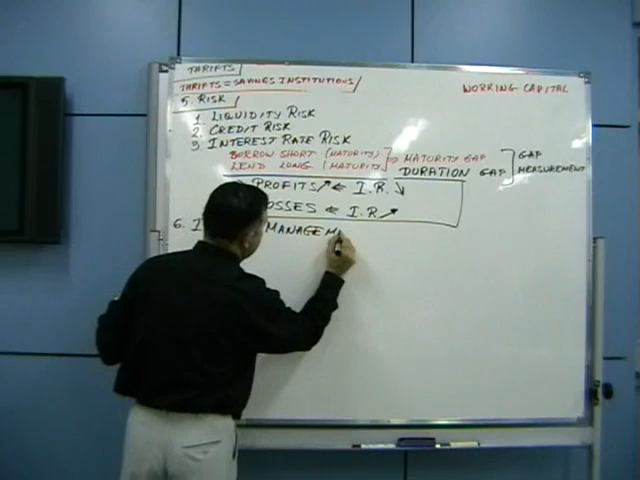 THRIFTS
THRIFTS = SAVINGS INSTITUTIONS
WORKING CAPITAL
5. RISK
1. LIQUIDITY RISK
2. CREDIT RISK
3. INTEREST RATE RISK
BORROW SHORT (MATURITY)
LEND LONG (MATURITY)
⇒ MATURITY GAP
DURATION GAP
GAP
MEASUREMENT
PROFITS ↗ ⇐ I.R. ↘
OSSES ⇐ I.R. ↗
6. I MANAGEM